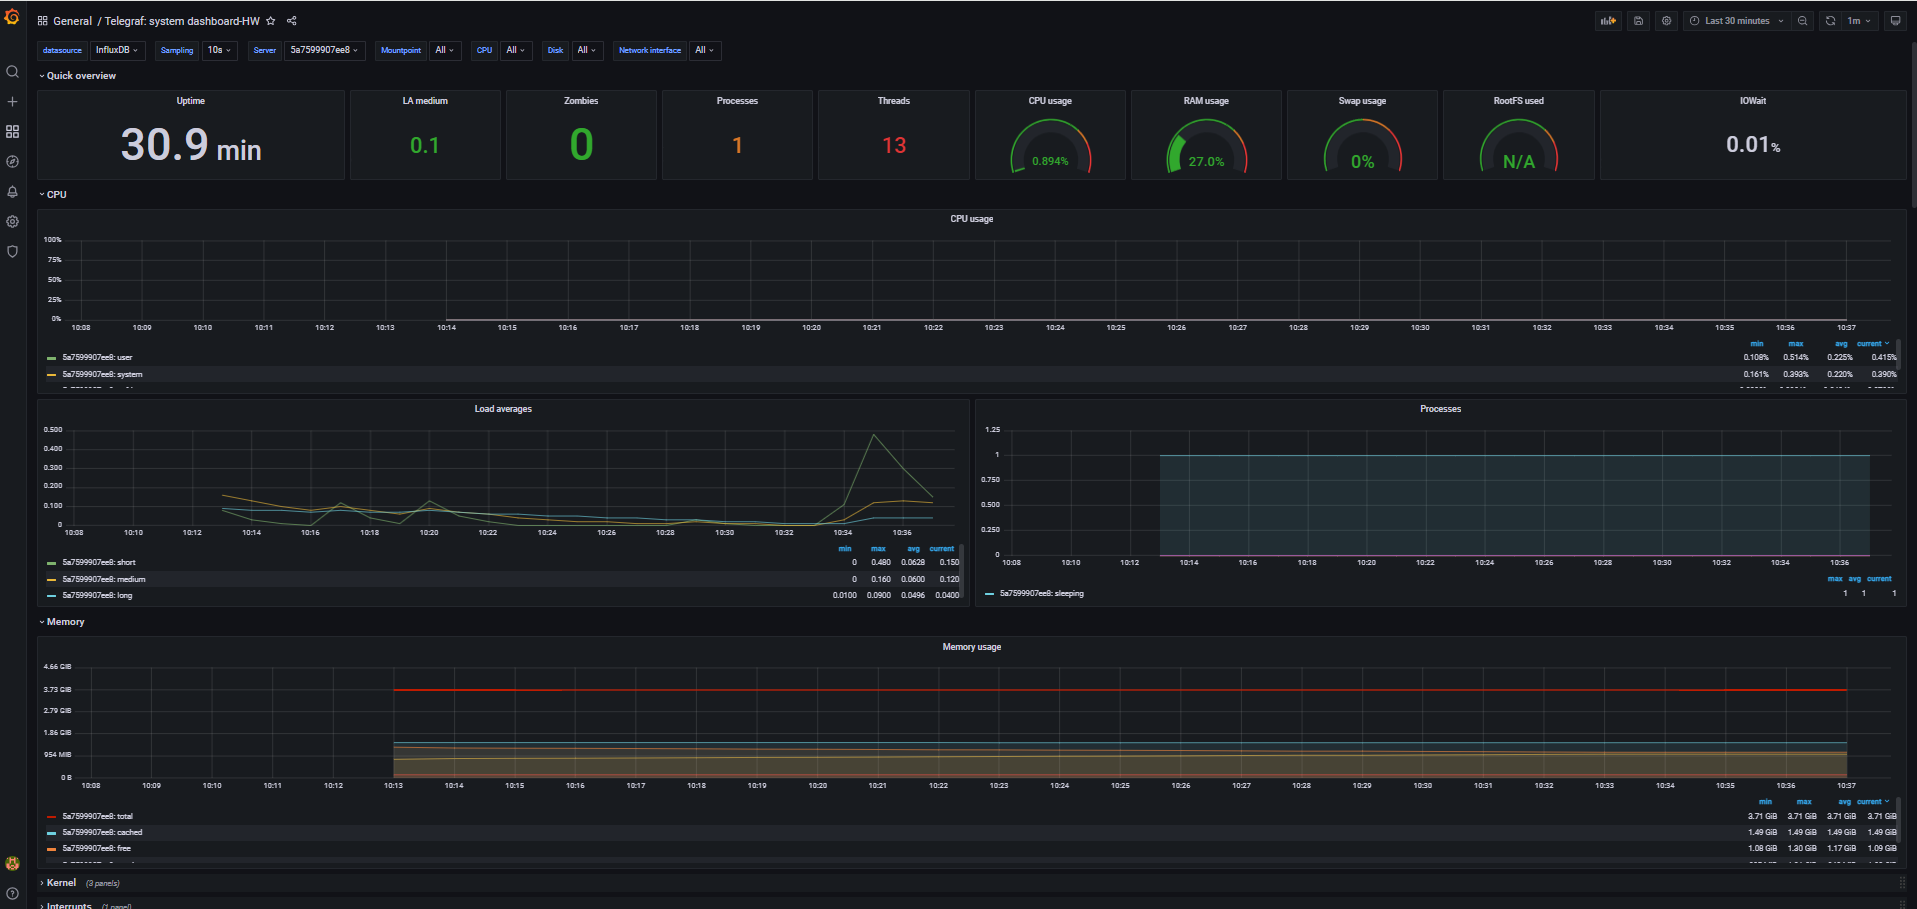 General / Telegraf: system dashboard-HW
Last 30 minutes
1m
datasource InfluxDB Sampling 10s Server 5a7599907ee8 Mountpoint All CPU All Disk All Network interface All
Quick overview
Uptime LA medium Zombies Processes Threads CPU usage RAM usage Swap usage RootFS used IOWait
30.9 min 0.1 0 1 13 0.894% 27.0% 0% N/A 0.01%
CPU
CPU usage
100%
75%
50%
25%
0%
10:08 10:09 10:10 10:11 10:12 10:13 10:14 10:15 10:16 10:17 10:18 10:19 10:20 10:21 10:22 10:23 10:24 10:25 10:26 10:27 10:28 10:29 10:30 10:31 10:32 10:33 10:34 10:35 10:36 10:37
min max avg current
5a7599907ee8: user 0.108% 0.514% 0.225% 0.415%
5a7599907ee8: system 0.161% 0.393% 0.220% 0.390%
Load averages
0.500
0.400
0.300
0.200
0.100
0
10:08 10:10 10:12 10:14 10:16 10:18 10:20 10:22 10:24 10:26 10:28 10:30 10:32 10:34 10:36
min max avg current
5a7599907ee8: short 0 0.480 0.0628 0.150
5a7599907ee8: medium 0 0.160 0.0600 0.120
5a7599907ee8: long 0.0100 0.0900 0.0496 0.0400
Processes
1.25
1
0.750
0.500
0.250
0
10:08 10:10 10:12 10:14 10:16 10:18 10:20 10:22 10:24 10:26 10:28 10:30 10:32 10:34 10:36
max avg current
5a7599907ee8: sleeping 1 1 1
Memory
Memory usage
4.66 GiB
3.73 GiB
2.79 GiB
1.86 GiB
954 MiB
0 B
10:08 10:09 10:10 10:11 10:12 10:13 10:14 10:15 10:16 10:17 10:18 10:19 10:20 10:21 10:22 10:23 10:24 10:25 10:26 10:27 10:28 10:29 10:30 10:31 10:32 10:33 10:34 10:35 10:36 10:37
min max avg current
5a7599907ee8: total 3.71 GiB 3.71 GiB 3.71 GiB 3.71 GiB
5a7599907ee8: cached 1.49 GiB 1.49 GiB 1.49 GiB 1.49 GiB
5a7599907ee8: free 1.08 GiB 1.30 GiB 1.17 GiB 1.09 GiB
Kernel (3 panels)
Interrupts (1 panel)